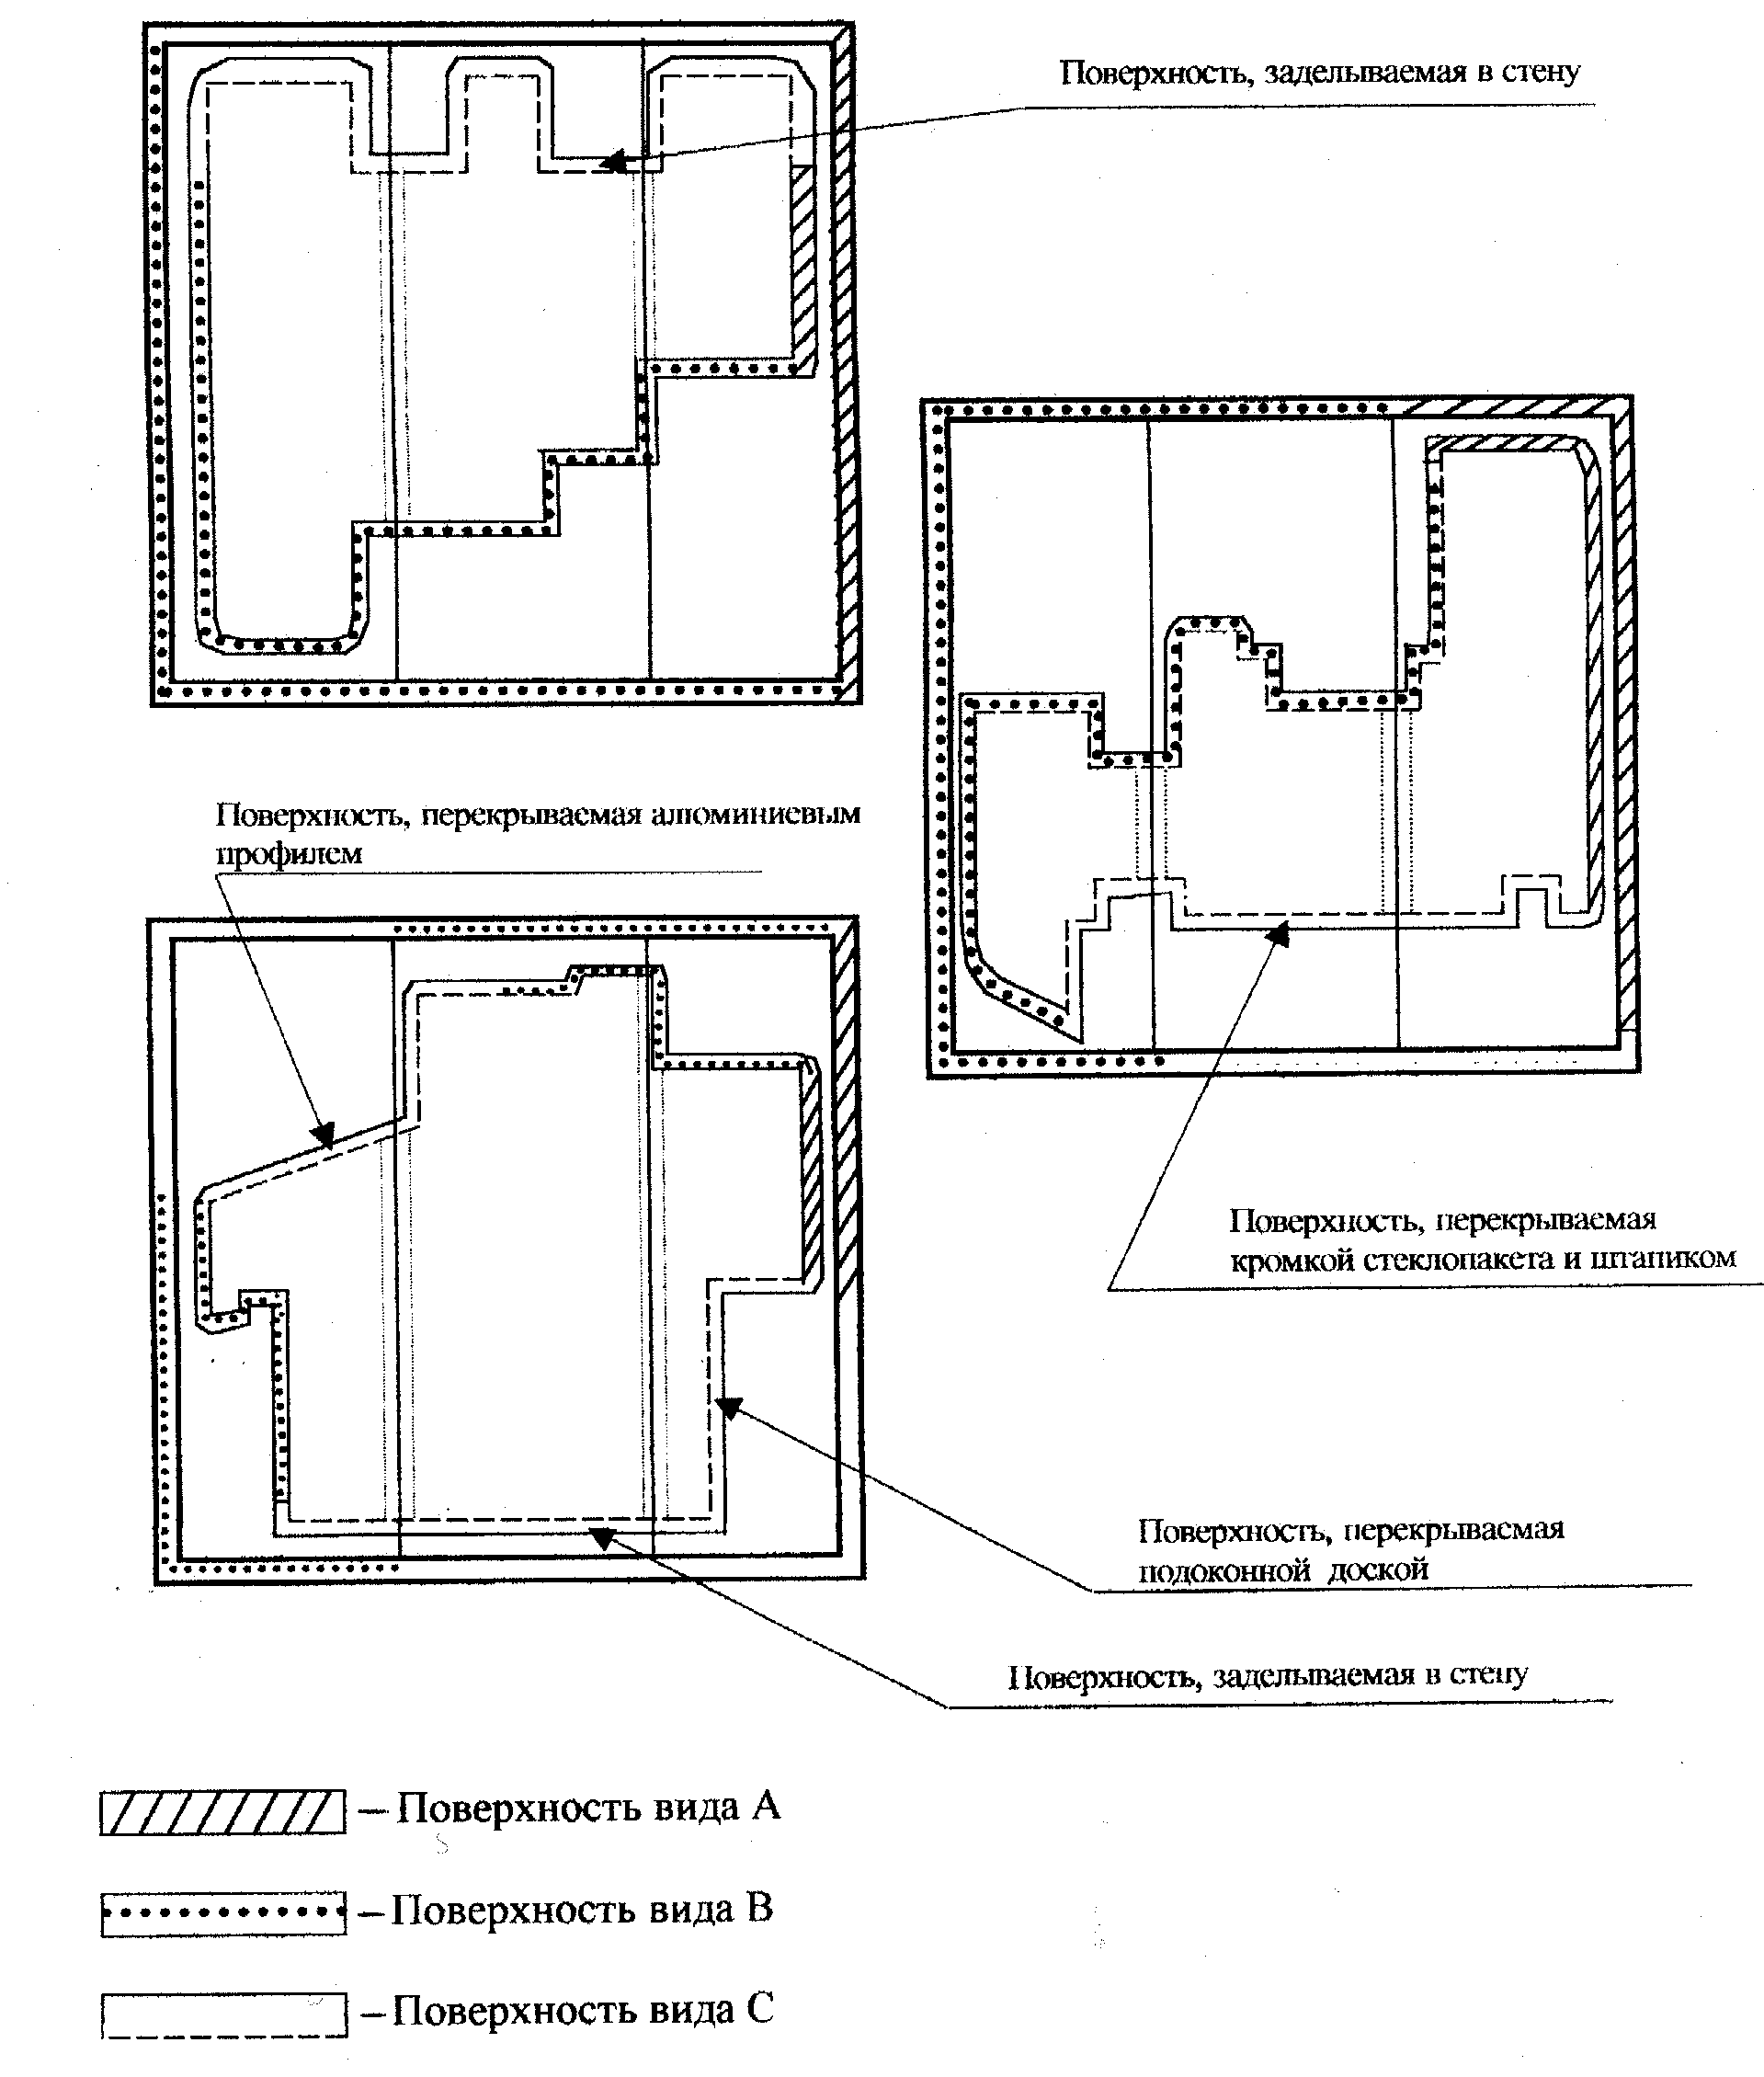 Поверхность, заделываемая в стену
Поверхность, перекрываемая алюминиевым
профилем
Поверхность, перекрываемая
кромкой стеклопакета и штапиком
Поверхность, перекрываемая
подоконной доской
Поверхность, заделываемая в стену
– Поверхность вида А
– Поверхность вида В
– Поверхность вида С